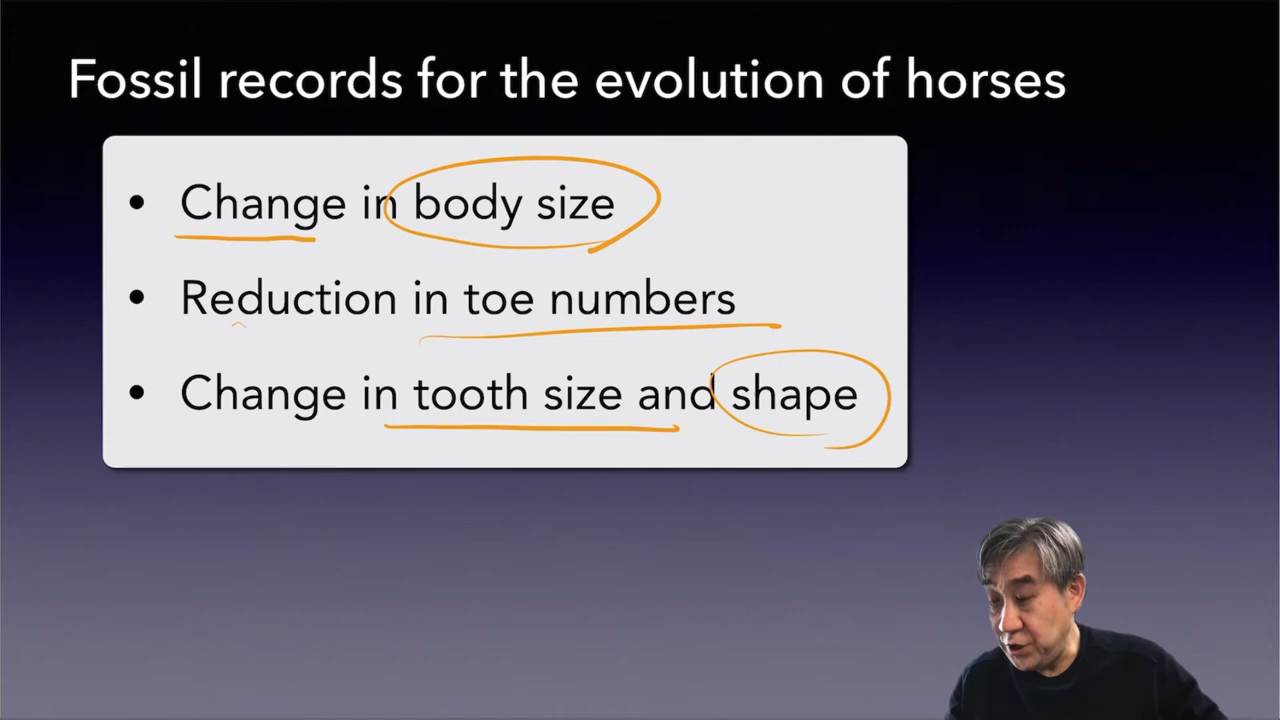 Fossil records for the evolution of horses
• Change in body size
• Reduction in toe numbers
• Change in tooth size and shape